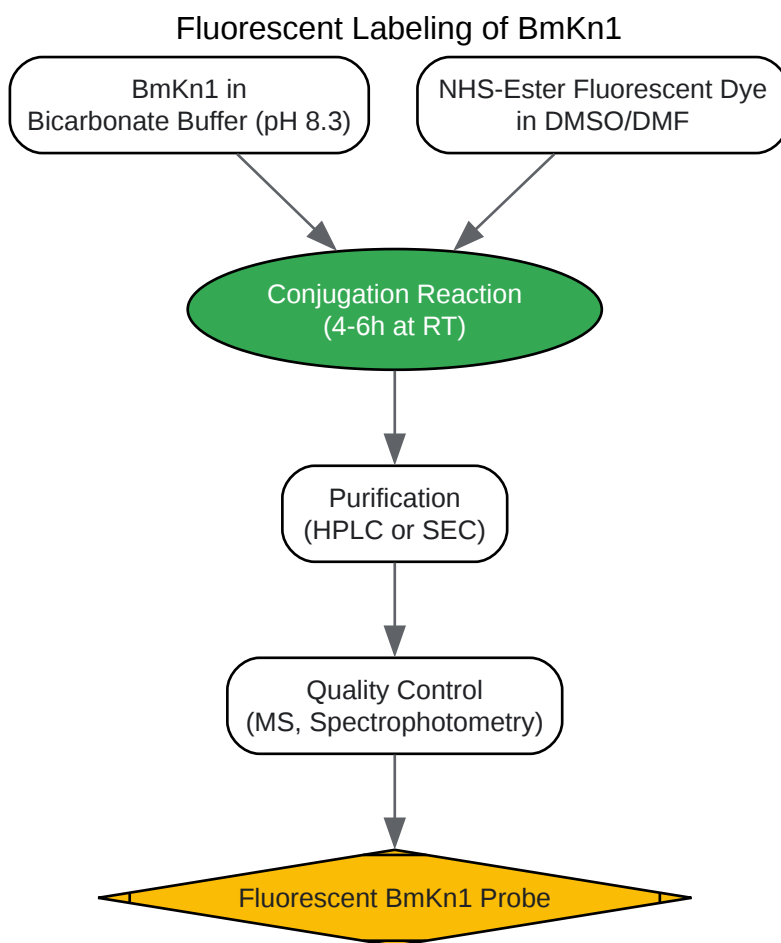 Fluorescent Labeling of BmKn1
BmKn1 in
Bicarbonate Buffer (pH 8.3)
NHS-Ester Fluorescent Dye
in DMSO/DMF
Conjugation Reaction
(4-6h at RT)
Purification
(HPLC or SEC)
Quality Control
(MS, Spectrophotometry)
Fluorescent BmKn1 Probe